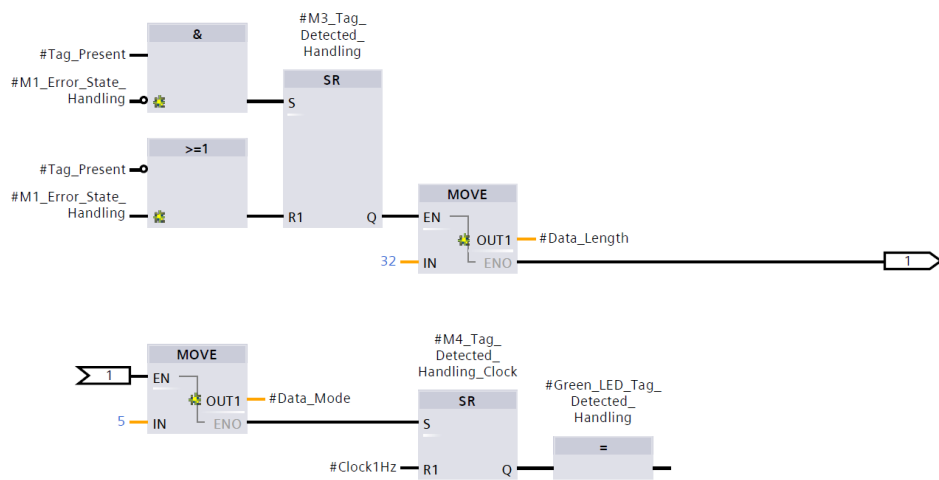 #M3_Tag_
Detected_
Handling
&
#Tag_Present
#M1_Error_State_
Handling
SR
S
>=1
#Tag_Present
#M1_Error_State_
Handling
R1 Q
MOVE
EN
OUT1
#Data_Length
32 IN ENO
1
#M4_Tag_
Detected_
Handling_Clock
MOVE
1 EN
OUT1
#Data_Mode
5 IN ENO
#Green_LED_Tag_
Detected_
Handling
SR
S
#Clock1Hz
R1 Q
=